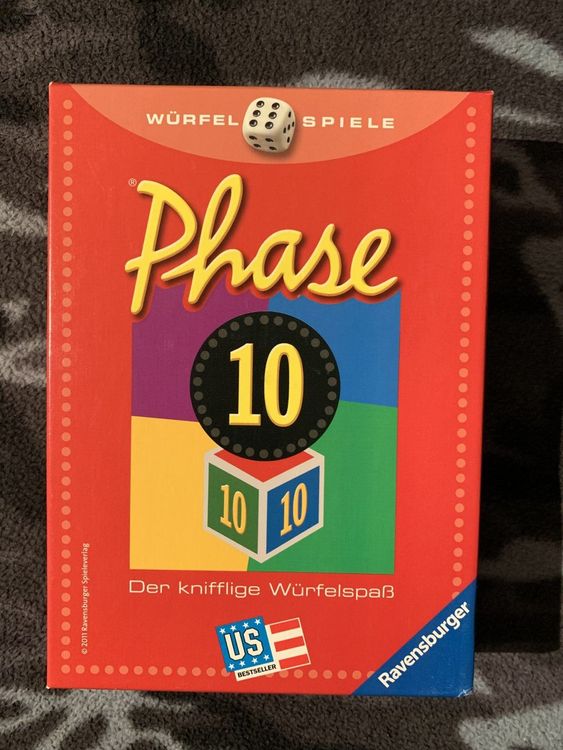 WÜRFEL SPIELE
®
Phase
10
10 10
Der knifflige Würfelspaß
US
BESTSELLER
Ravensburger
© 2011 Ravensburger Spieleverlag